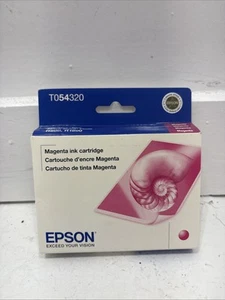 T054320
Magenta ink cartridge
Cartouche d'encre Magenta
Cartucho de tinta Magenta
EPSON
EXCEED YOUR VISION